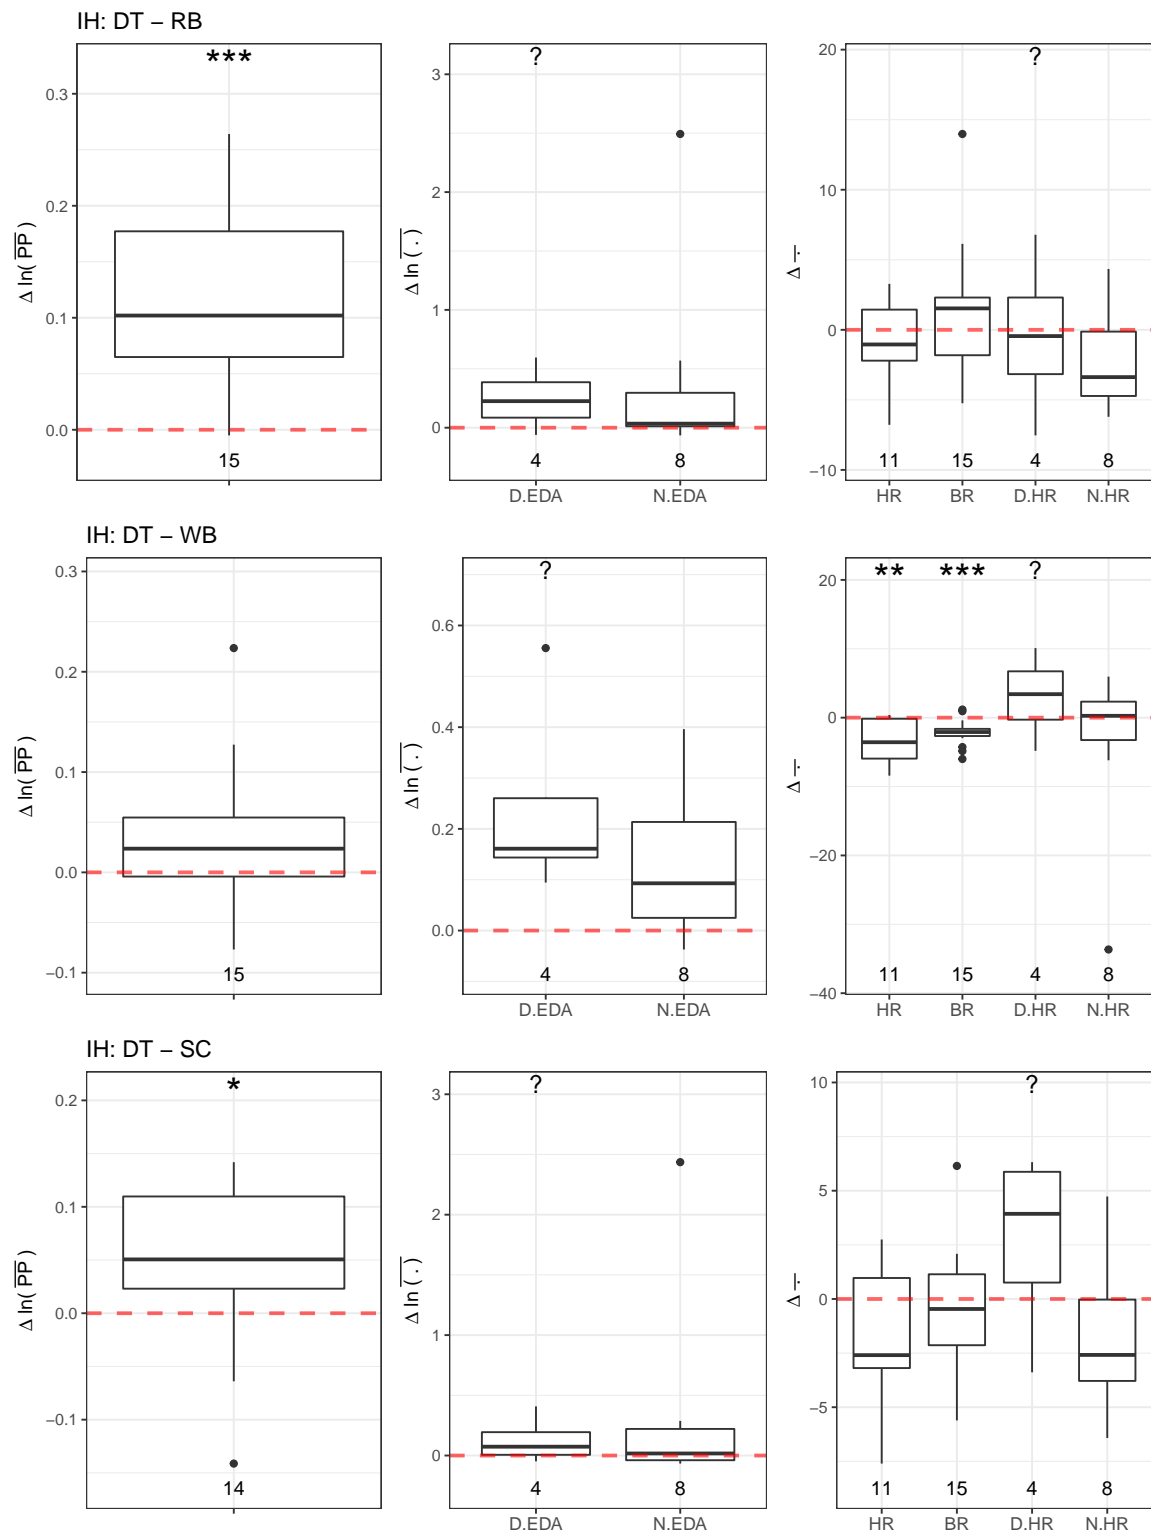 IH: DT – RB
***
?
?
0.3
0.2
0.1
0.0
Δ ln( PP )
15
3
2
1
0
Δ ln ( . )
4
8
D.EDA
N.EDA
20
10
0
−10
Δ .
11
15
4
8
HR
BR
D.HR
N.HR
IH: DT – WB
?
**
***
?
0.3
0.2
0.1
0.0
−0.1
Δ ln( PP )
15
0.6
0.4
0.2
0.0
Δ ln ( . )
4
8
D.EDA
N.EDA
20
0
−20
−40
Δ .
11
15
4
8
HR
BR
D.HR
N.HR
IH: DT – SC
*
?
?
0.2
0.1
0.0
−0.1
Δ ln( PP )
14
3
2
1
0
Δ ln ( . )
4
8
D.EDA
N.EDA
10
5
0
−5
Δ .
11
15
4
8
HR
BR
D.HR
N.HR